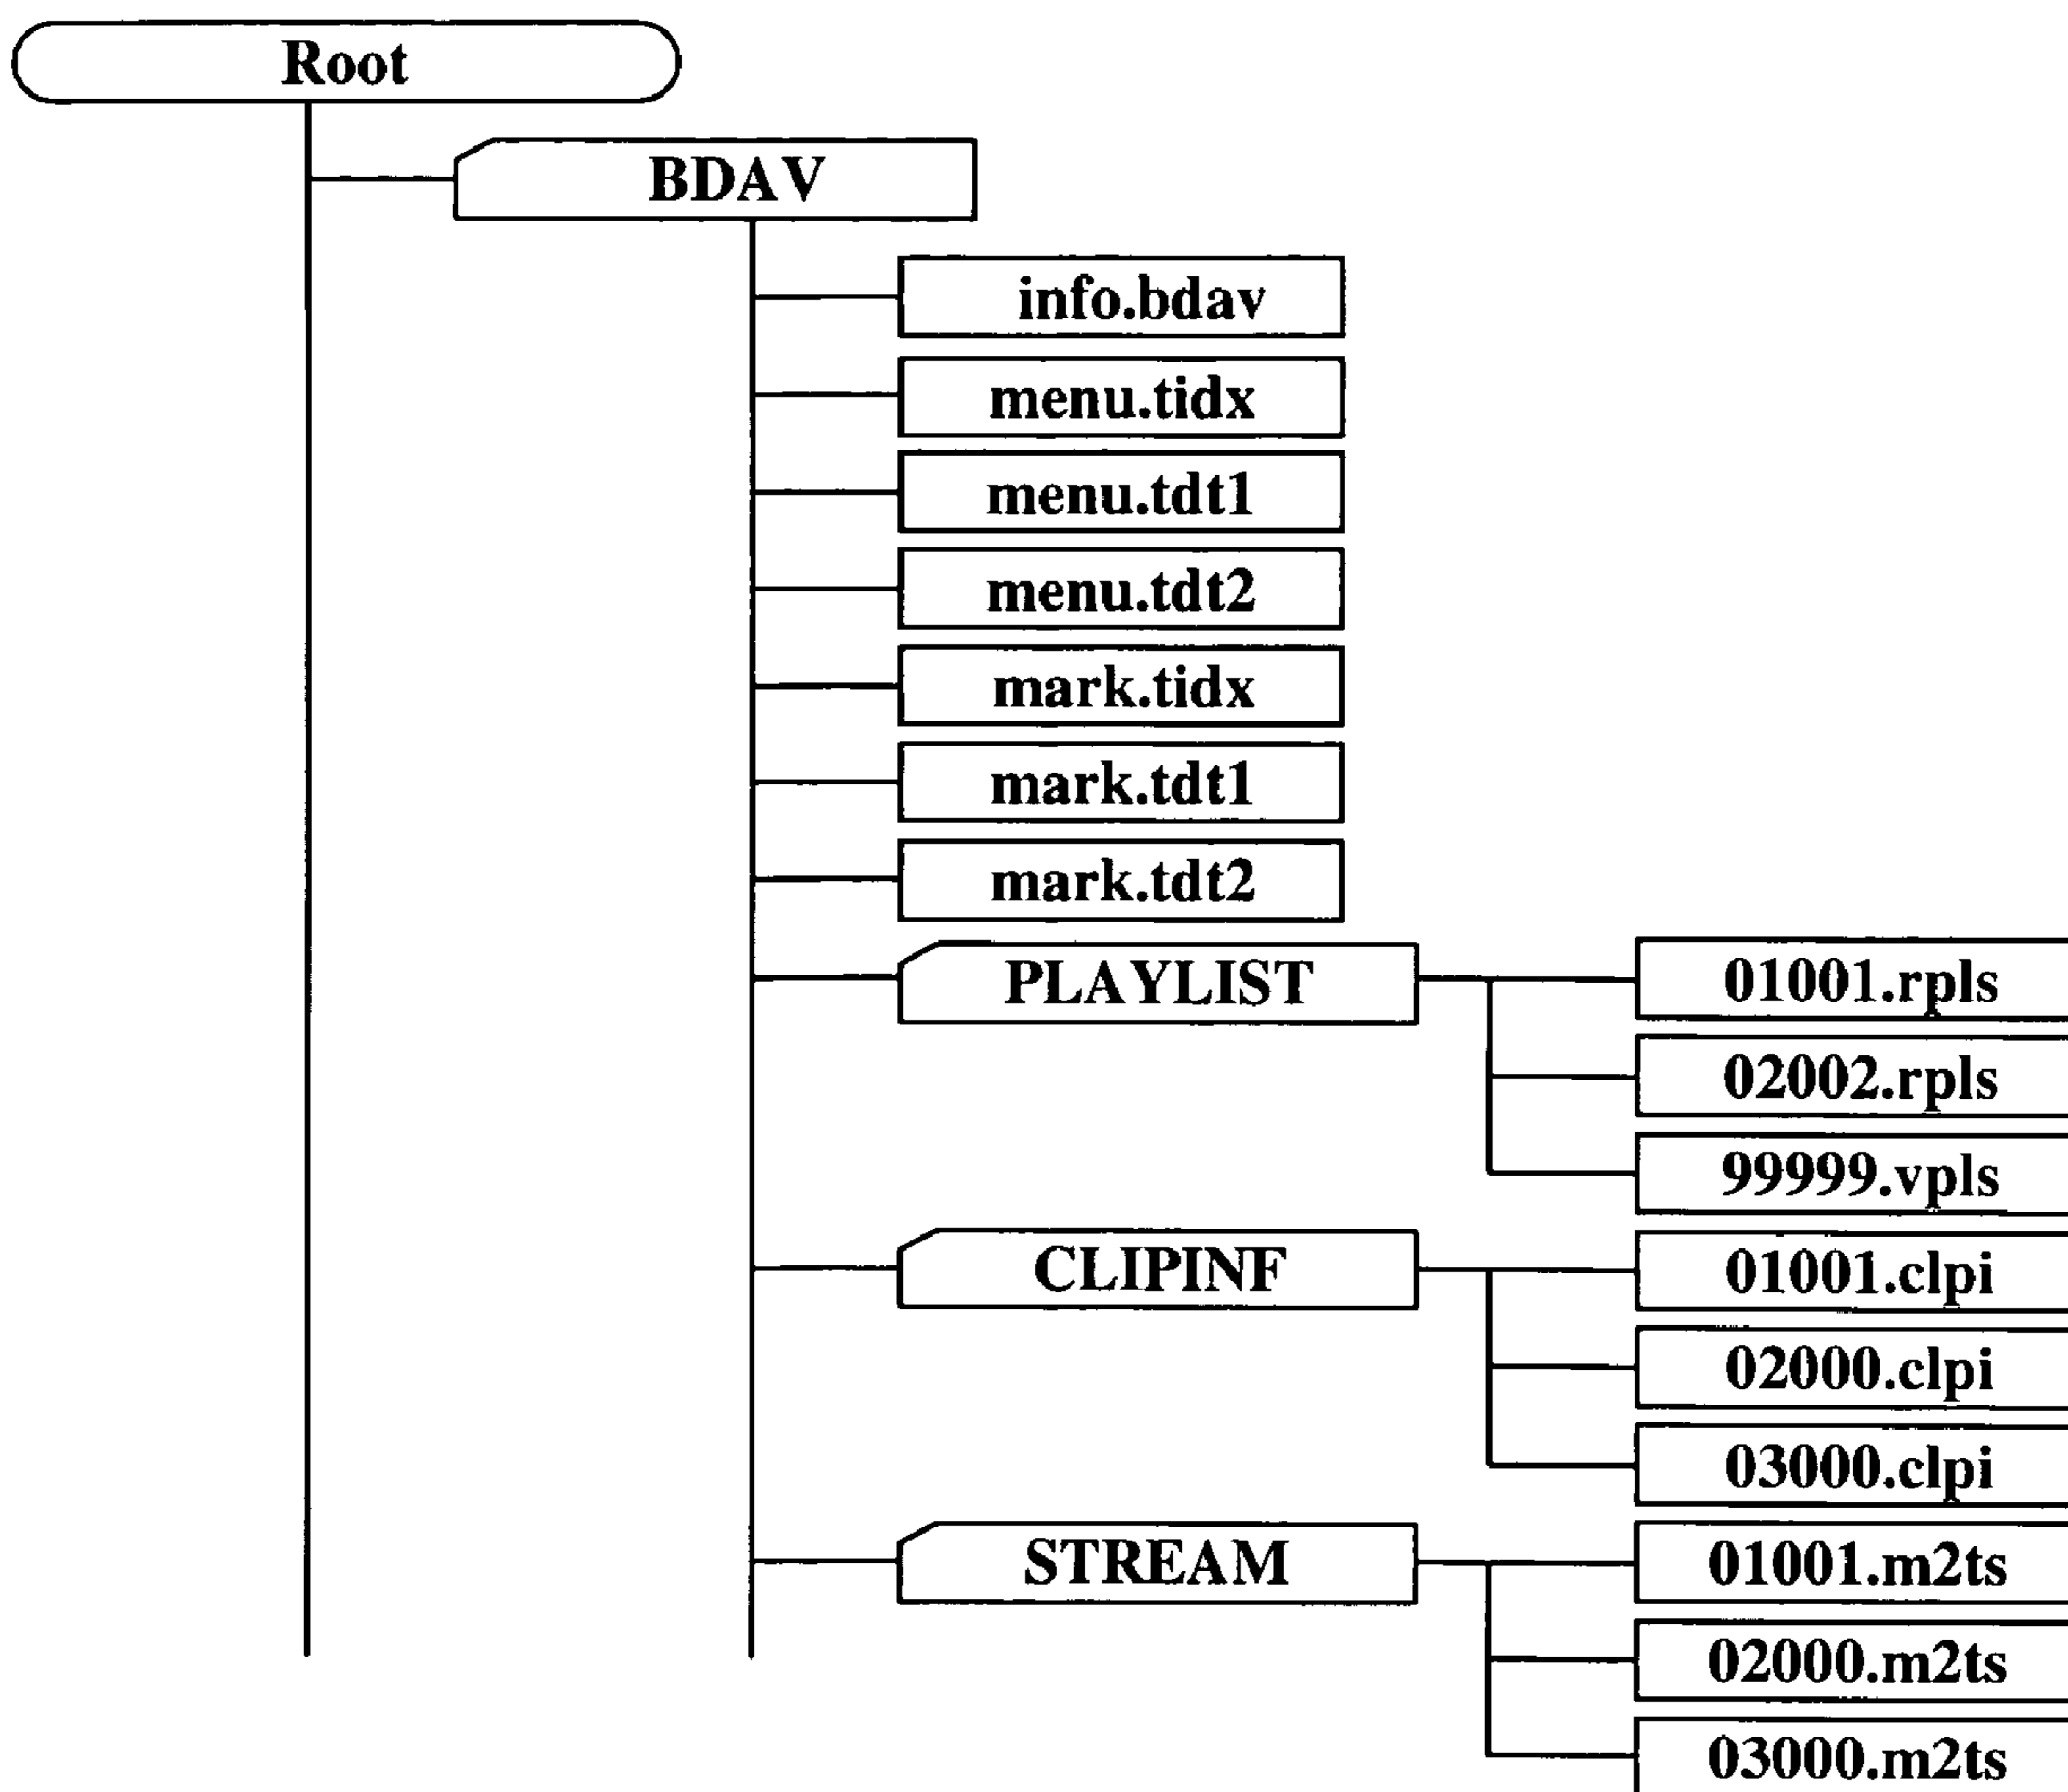 Root
BDAV
info.bdav
menu.tidx
menu.tdt1
menu.tdt2
mark.tidx
mark.tdt1
mark.tdt2
PLAYLIST
01001.rpls
02002.rpls
99999.vpls
CLIPINF
01001.clpi
02000.clpi
03000.clpi
STREAM
01001.m2ts
02000.m2ts
03000.m2ts